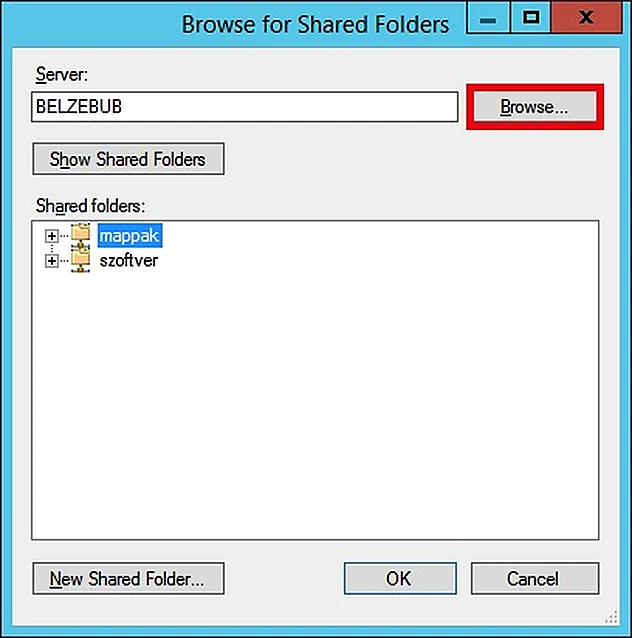 Browse for Shared Folders
Server:
BELZEBUB
Browse...
Show Shared Folders
Shared folders:
mappak
szoftver
New Shared Folder...
OK
Cancel